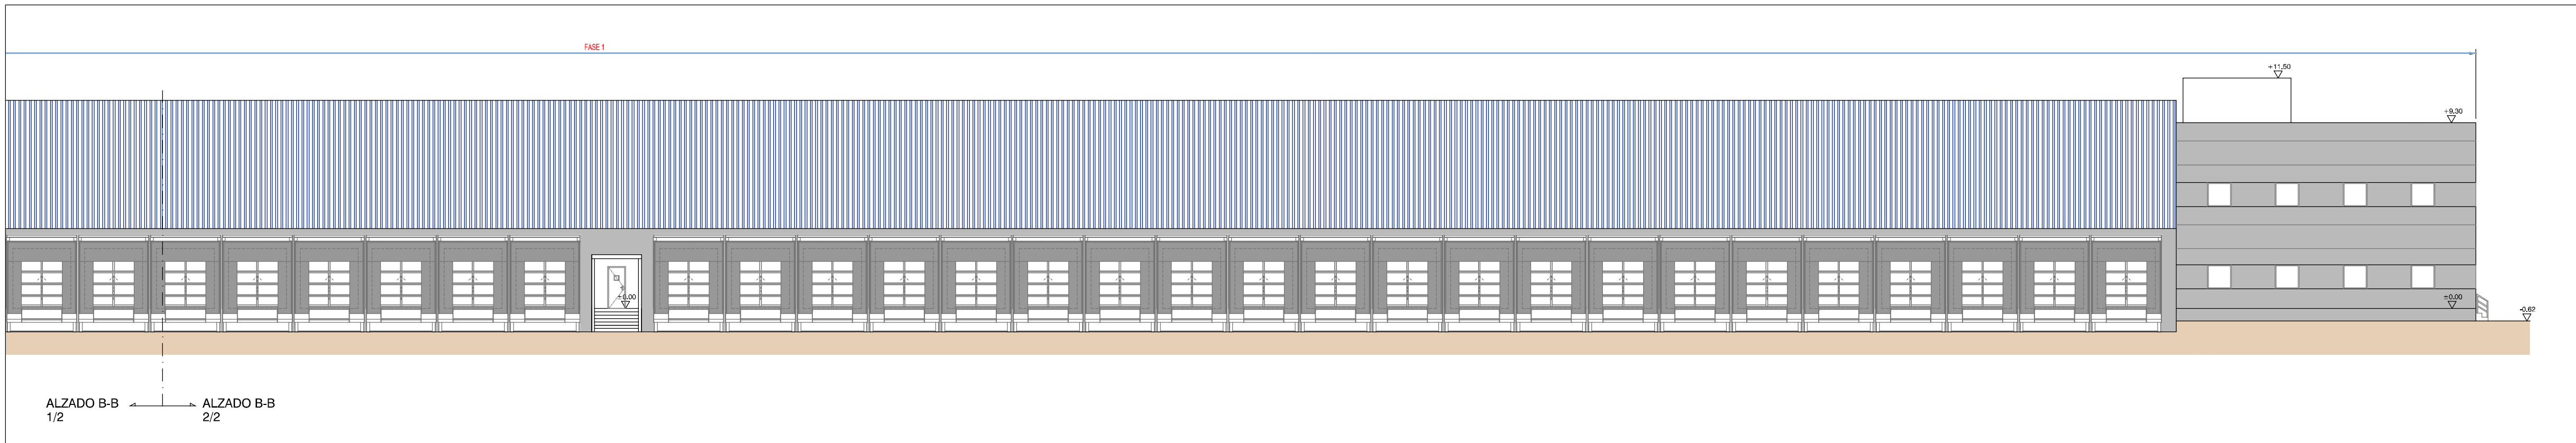 FASE 1
+11,50
+9.30
±0.00
±0.00
-0.62
ALZADO B-B
1/2
ALZADO B-B
2/2